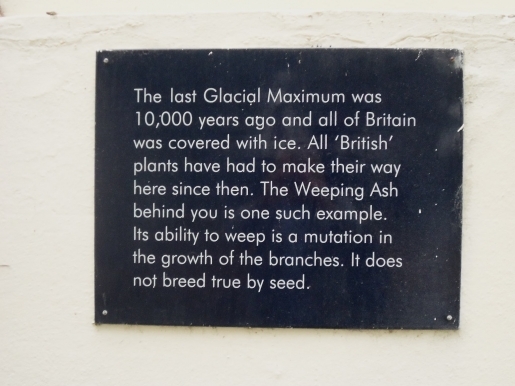 The last Glacial Maximum was
10,000 years ago and all of Britain
was covered with ice. All ‘British’
plants have had to make their way
here since then. The Weeping Ash
behind you is one such example.
Its ability to weep is a mutation in
the growth of the branches. It does
not breed true by seed.